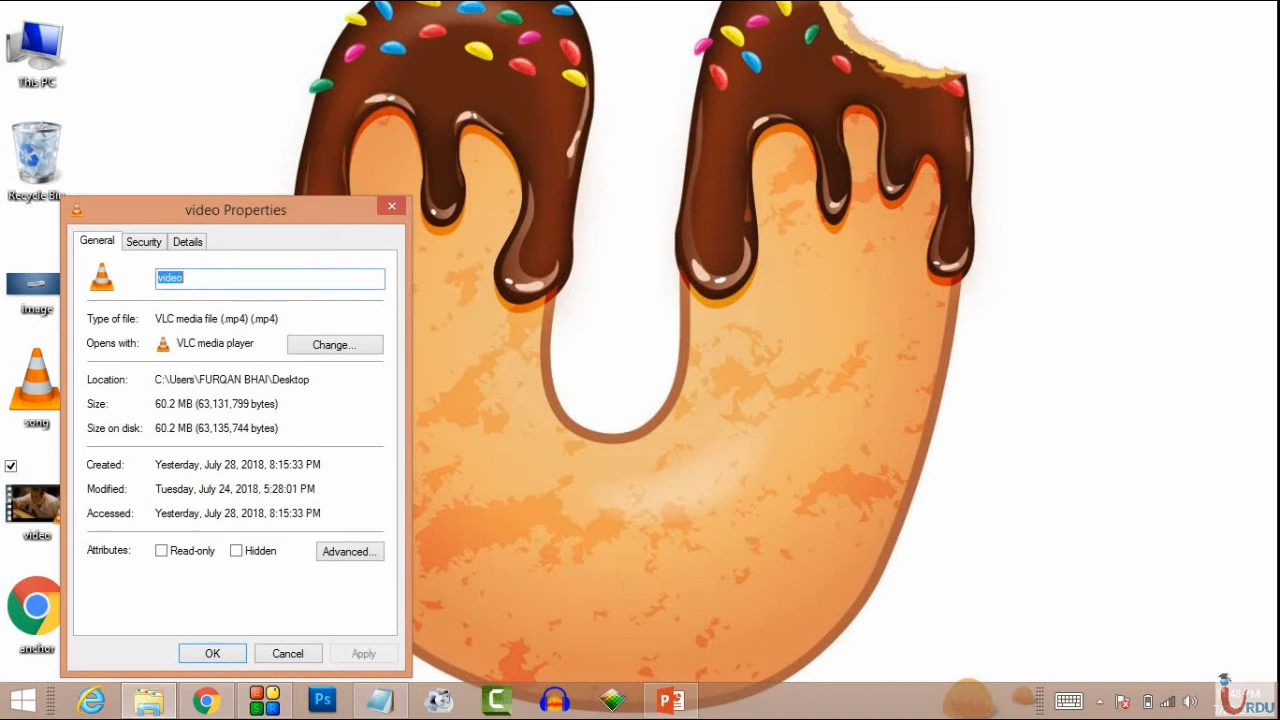 This PC
Recycle Bin
video Properties
General Security Details
video
Type of file: VLC media file (.mp4) (.mp4)
Opens with: VLC media player Change...
Location: C:\Users\FURQAN BHAI\Desktop
Size: 60.2 MB (63,131,799 bytes)
Size on disk: 60.2 MB (63,135,744 bytes)
Created: Yesterday, July 28, 2018, 8:15:33 PM
Modified: Tuesday, July 24, 2018, 5:28:01 PM
Accessed: Yesterday, July 28, 2018, 8:15:33 PM
Attributes: Read-only Hidden Advanced...
OK Cancel Apply
image
song
video
anchor
Ps
URDU